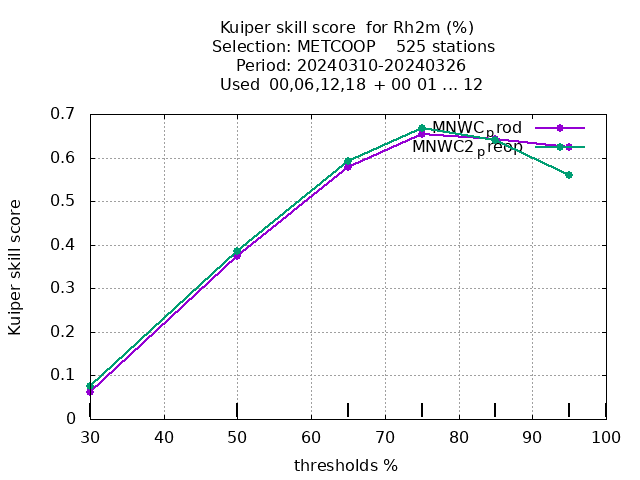 Kuiper skill score  for Rh2m (%)
Selection: METCOOP    525 stations
Period: 20240310-20240326
Used  00,06,12,18  + 00 01 ... 12
0.7
0.6
0.5
0.4
0.3
0.2
0.1
0
Kuiper skill score
MNWCprod
MNWC2preop
30 40 50 60 70 80 90 100
thresholds %